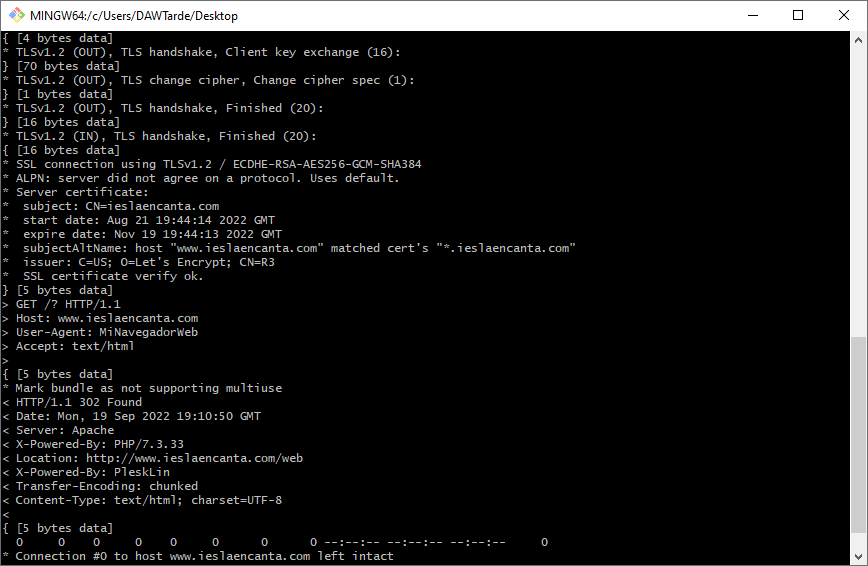 MINGW64:/c/Users/DAWTarde/Desktop
{ [4 bytes data]
* TLSv1.2 (OUT), TLS handshake, Client key exchange (16):
} [70 bytes data]
* TLSv1.2 (OUT), TLS change cipher, Change cipher spec (1):
} [1 bytes data]
* TLSv1.2 (OUT), TLS handshake, Finished (20):
} [16 bytes data]
* TLSv1.2 (IN), TLS handshake, Finished (20):
{ [16 bytes data]
* SSL connection using TLSv1.2 / ECDHE-RSA-AES256-GCM-SHA384
* ALPN: server did not agree on a protocol. Uses default.
* Server certificate:
*  subject: CN=ieslaencanta.com
*  start date: Aug 21 19:44:14 2022 GMT
*  expire date: Nov 19 19:44:13 2022 GMT
*  subjectAltName: host "www.ieslaencanta.com" matched cert's "*.ieslaencanta.com"
*  issuer: C=US; O=Let's Encrypt; CN=R3
*  SSL certificate verify ok.
} [5 bytes data]
> GET /? HTTP/1.1
> Host: www.ieslaencanta.com
> User-Agent: MiNavegadorWeb
> Accept: text/html
>
{ [5 bytes data]
* Mark bundle as not supporting multiuse
< HTTP/1.1 302 Found
< Date: Mon, 19 Sep 2022 19:10:50 GMT
< Server: Apache
< X-Powered-By: PHP/7.3.33
< Location: http://www.ieslaencanta.com/web
< X-Powered-By: PleskLin
< Transfer-Encoding: chunked
< Content-Type: text/html; charset=UTF-8
<
{ [5 bytes data]
  0     0    0     0    0     0      0      0 --:--:-- --:--:-- --:--:--     0
* Connection #0 to host www.ieslaencanta.com left intact